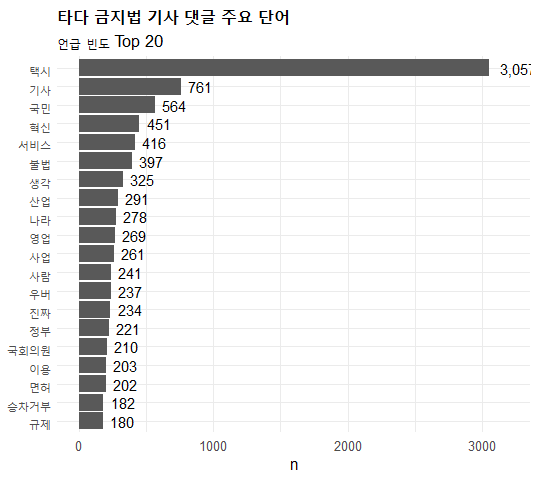 타다 금지법 기사 댓글 주요 단어
언급 빈도 Top 20
택시 3,057
기사 761
국민 564
혁신 451
서비스 416
불법 397
생각 325
산업 291
나라 278
영업 269
사업 261
사람 241
우버 237
진짜 234
정부 221
국회의원 210
이용 203
면허 202
승차거부 182
규제 180
0 1000 2000 3000
n